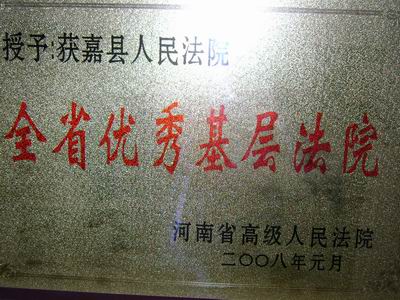 授予:获嘉县人民法院
全省优秀基层法院
河南省高级人民法院
二〇〇八年元月